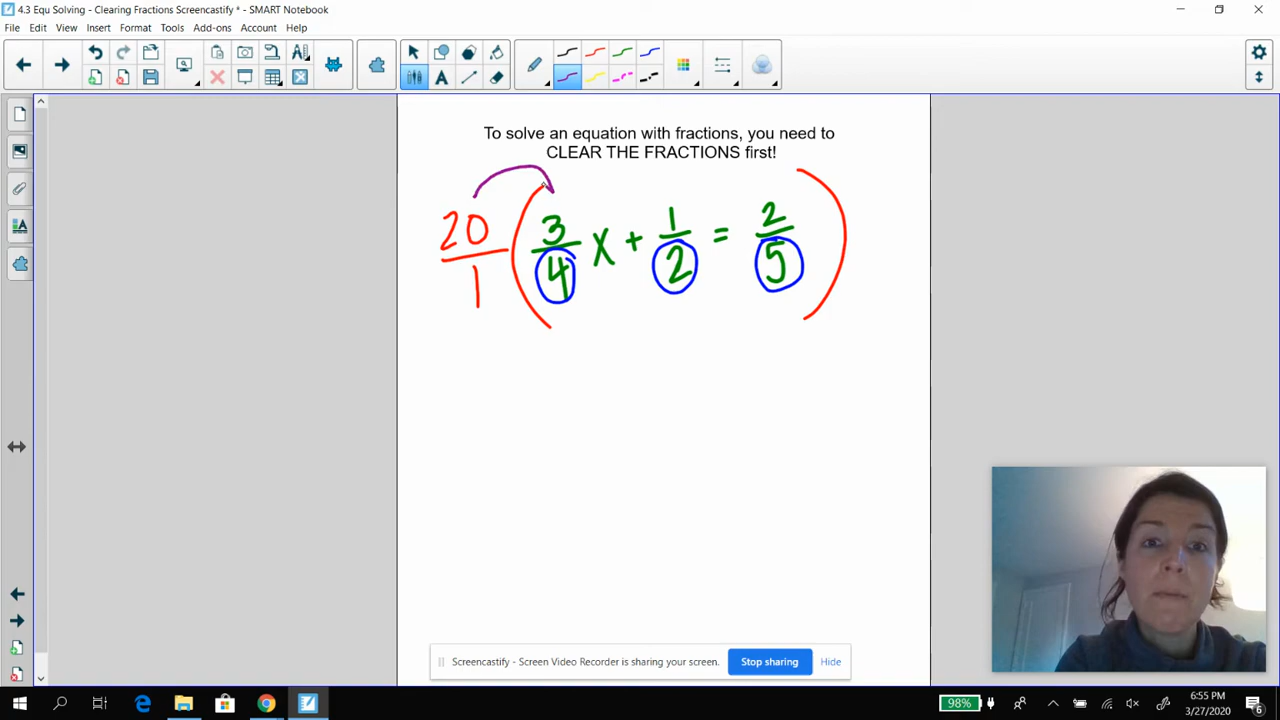 4.3 Equ Solving - Clearing Fractions Screencastify * - SMART Notebook
File Edit View Insert Format Tools Add-ons Account Help
To solve an equation with fractions, you need to
CLEAR THE FRACTIONS first!
20/1 ( 3/4 x + 1/2 = 2/5 )
Screencastify - Screen Video Recorder is sharing your screen. Stop sharing Hide
98% 6:55 PM
3/27/2020 6